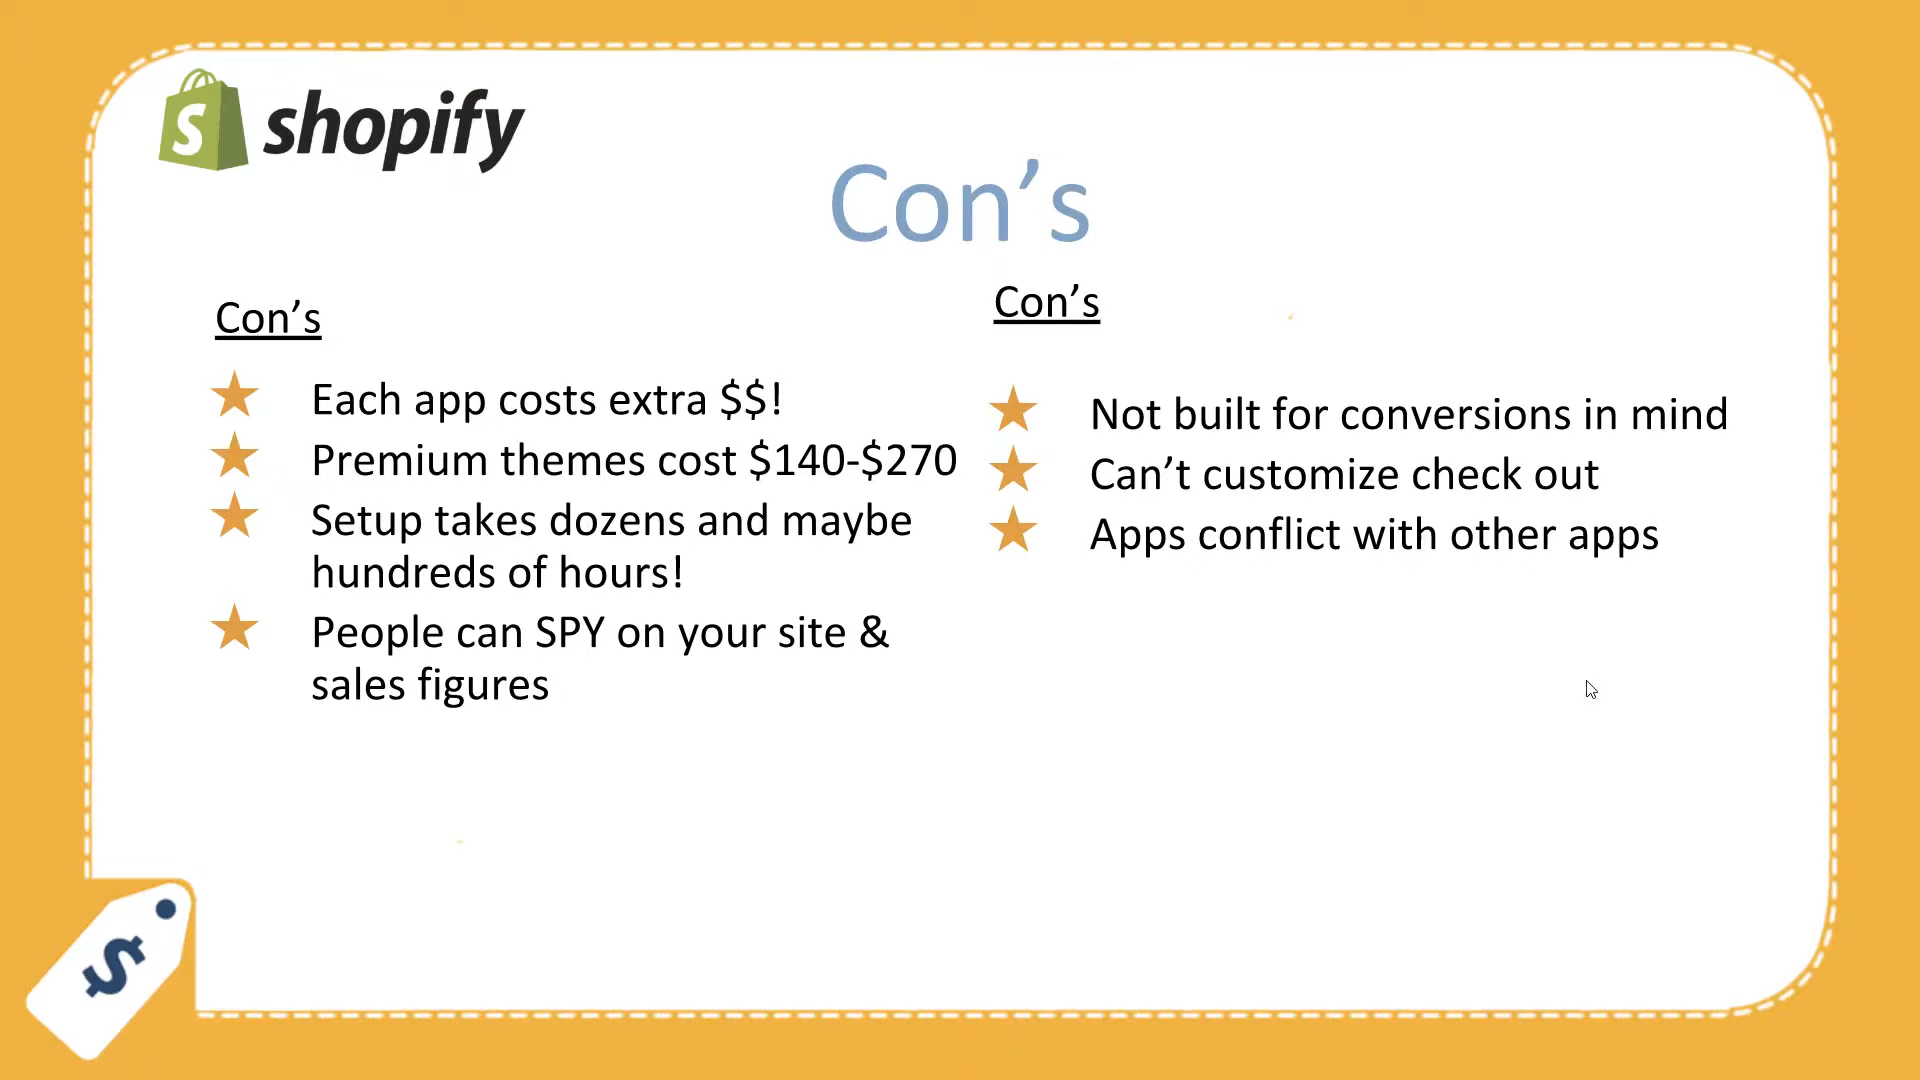 shopify
Con’s
Con’s
Each app costs extra $$!
Premium themes cost $140-$270
Setup takes dozens and maybe
hundreds of hours!
People can SPY on your site &
sales figures
Con’s
Not built for conversions in mind
Can’t customize check out
Apps conflict with other apps
$